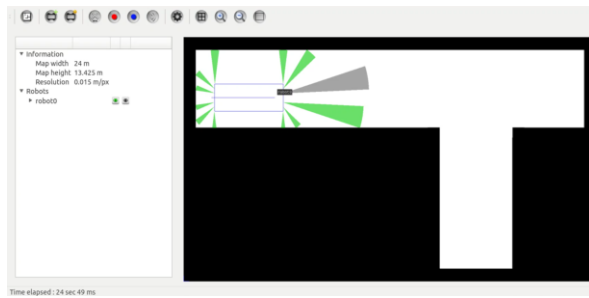 Information
Map width 24 m
Map height 13.425 m
Resolution 0.015 m/px
Robots
robot0
Time elapsed : 24 sec 49 ms